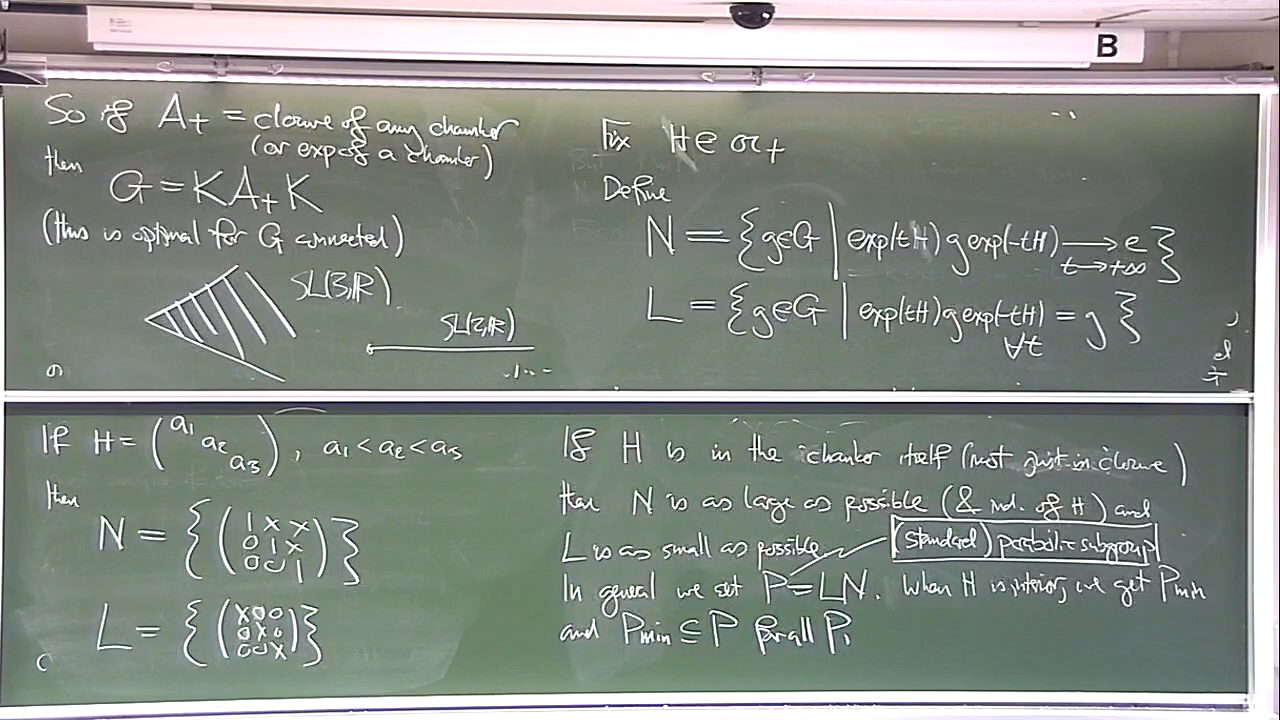 B
So if A+ = closure of any chamber
(or exp of a chamber)
then
G = KA+K
(this is optimal for G connected)
SL(3,ℝ)
SL(2,ℝ)
Fix H ∈ 𝔞+
Define
N = {g∈G | exp(tH) g exp(-tH) ⟶ e}
t→+∞
L = {g∈G | exp(tH) g exp(-tH) = g}
∀t
If H = (a1 a2 a3), a1 < a2 < a3
then
N = { (1 x x
0 1 x
0 0 1) }
L = { (x 0 0
0 x 0
0 0 x) }
If H is in the chamber itself (not just in closure)
then N is as large as possible (& ind. of H) and
L is as small as possible. (standard) parabolic subgroup
In general we set P = LN. When H is interior, we get Pmin
and Pmin ⊆ P for all P.